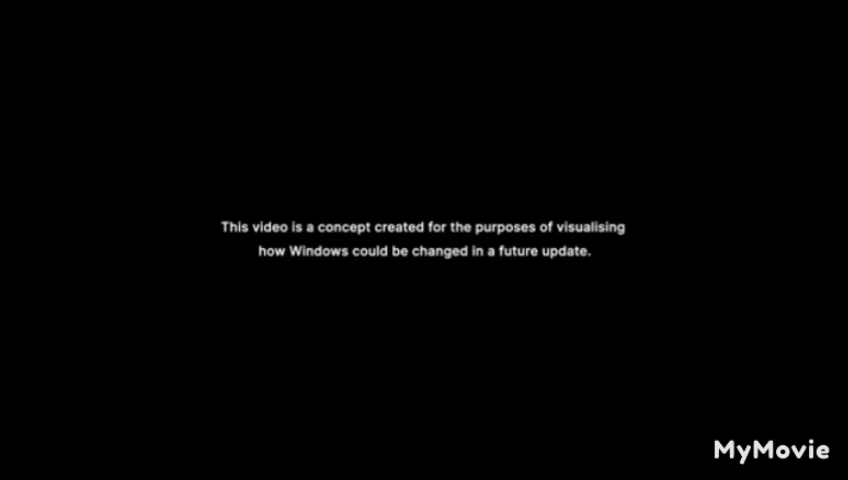 This video is a concept created for the purposes of visualising
how Windows could be changed in a future update.
MyMovie